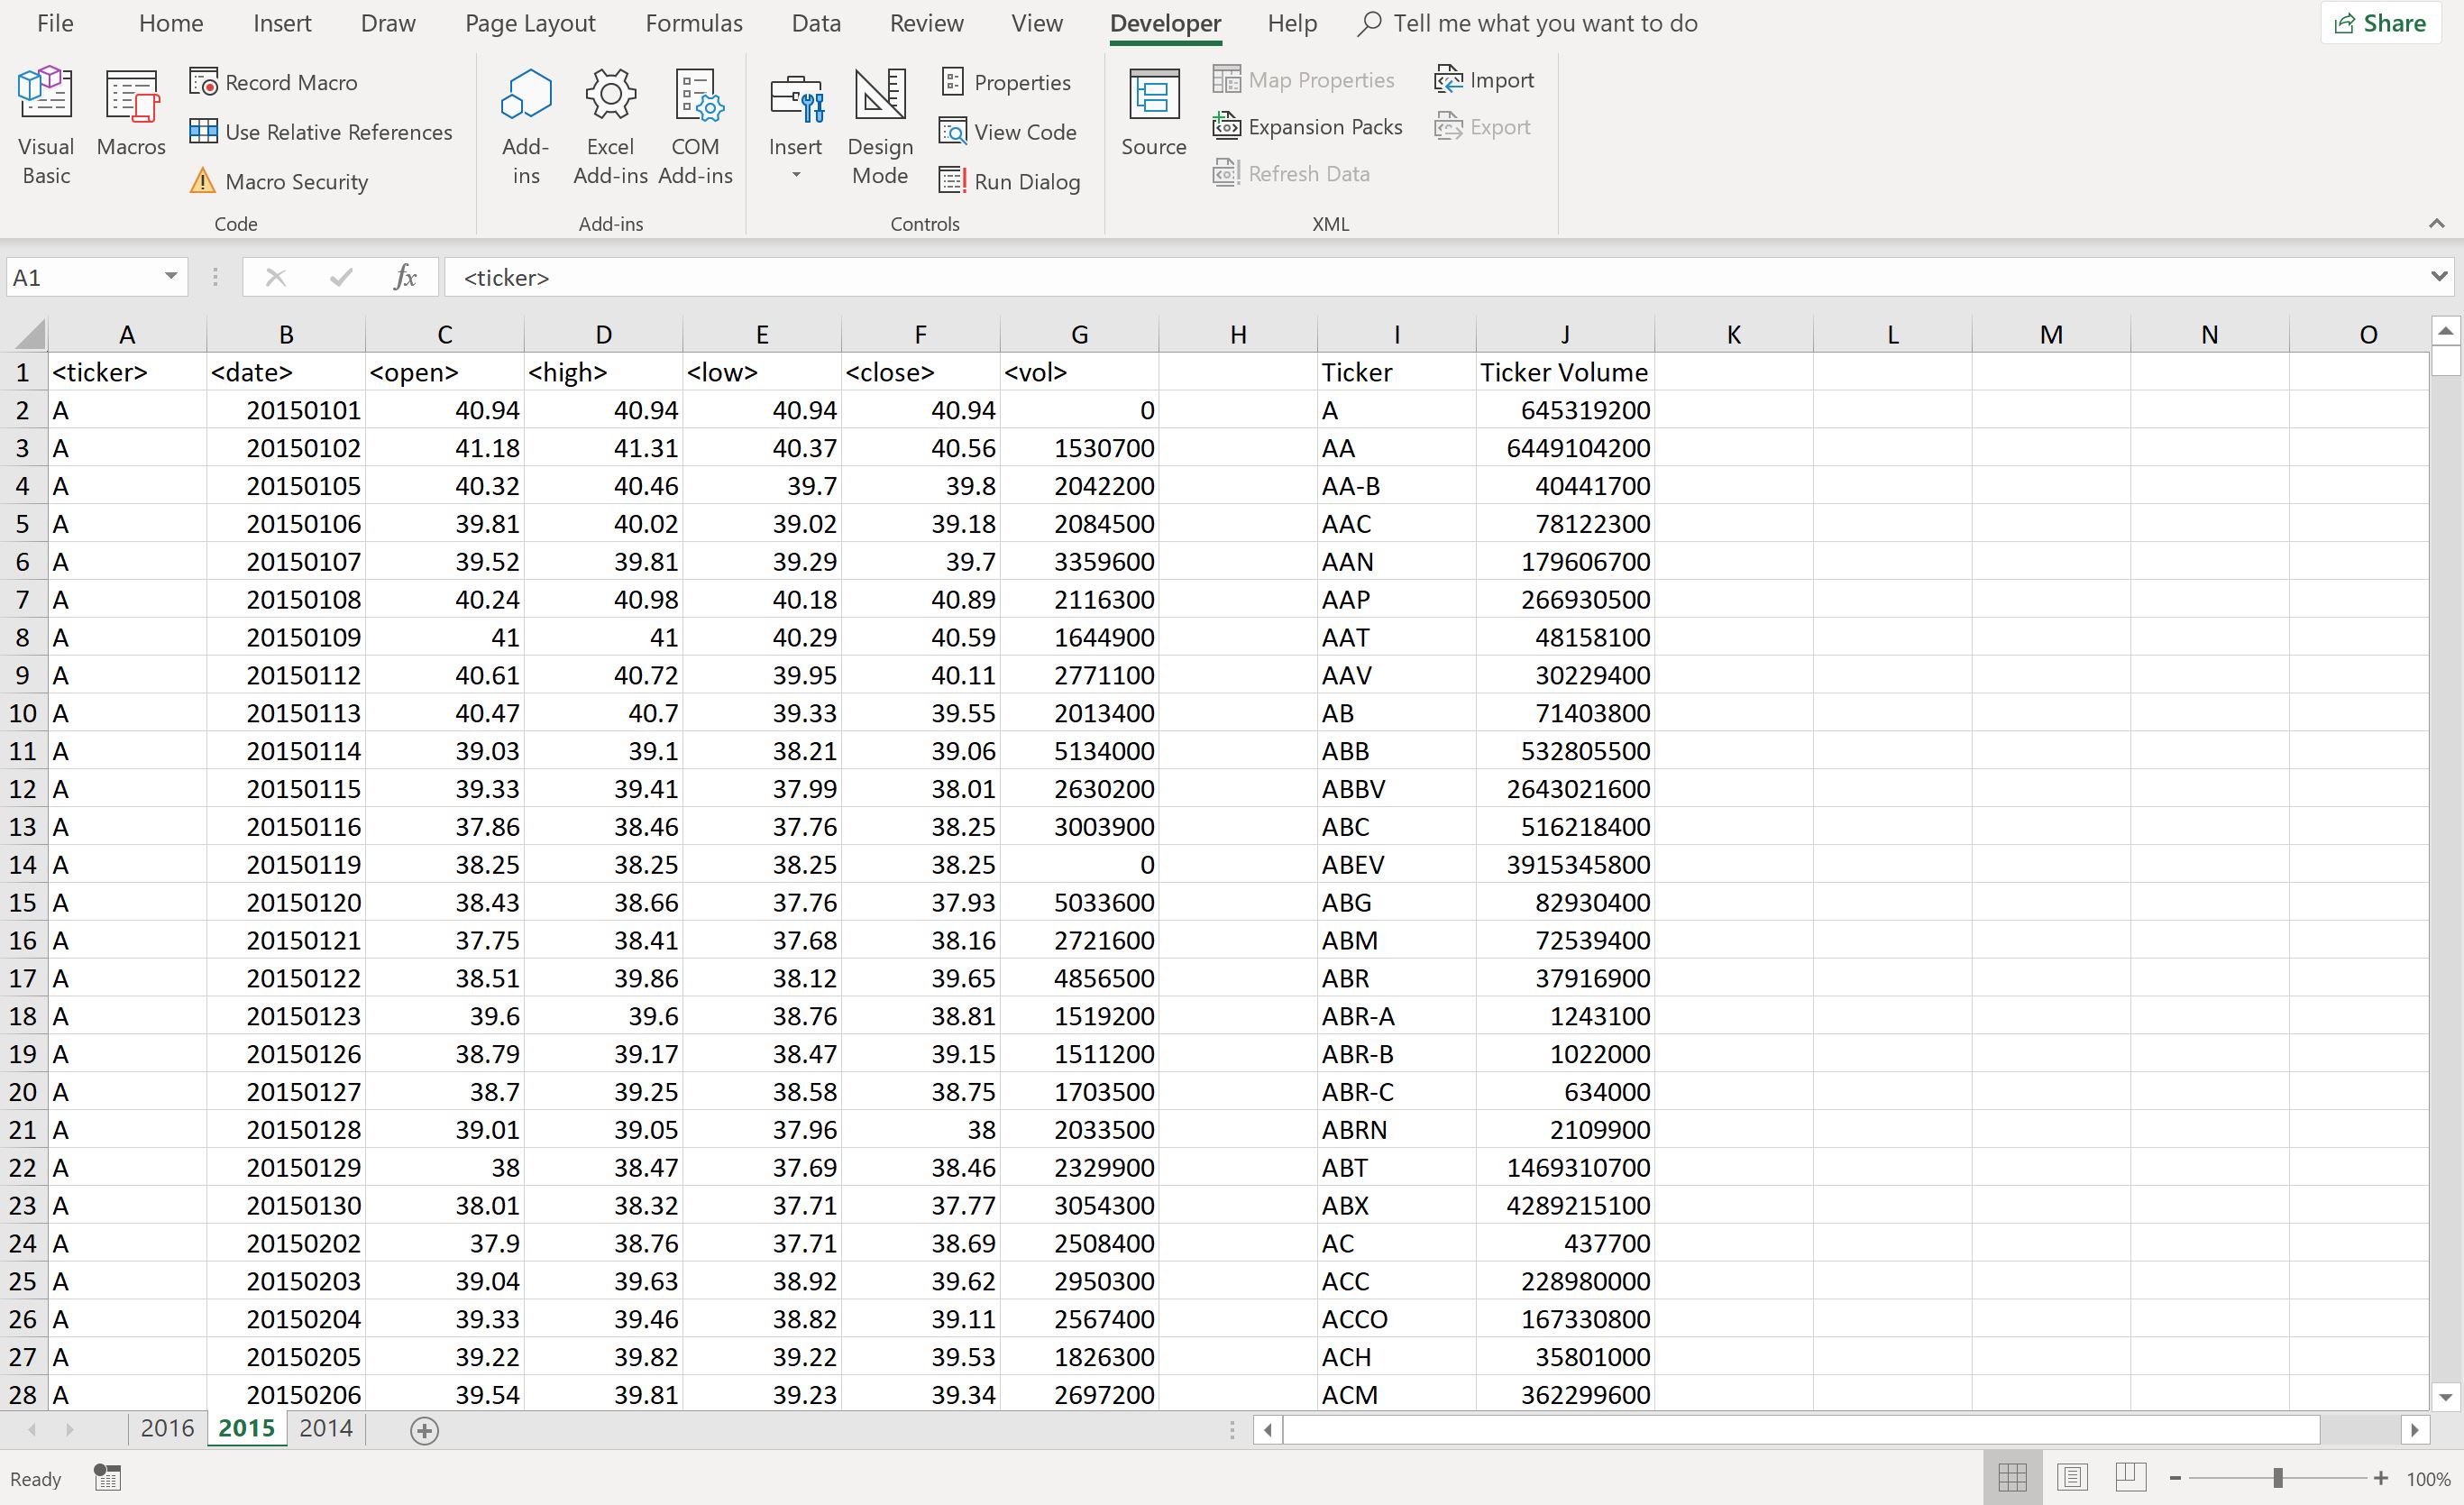 File Home Insert Draw Page Layout Formulas Data Review View Developer Help Tell me what you want to do Share
Visual Basic
Macros
Record Macro
Use Relative References
Macro Security
Code
Add-ins
Excel Add-ins
COM Add-ins
Add-ins
Insert
Design Mode
Properties
View Code
Run Dialog
Controls
Source
Map Properties
Expansion Packs
Refresh Data
Import
Export
XML
A1 fx <ticker>
A B C D E F G H I J K L M N O
1 <ticker> <date> <open> <high> <low> <close> <vol> Ticker Ticker Volume
2 A 20150101 40.94 40.94 40.94 40.94 0 A 645319200
3 A 20150102 41.18 41.31 40.37 40.56 1530700 AA 6449104200
4 A 20150105 40.32 40.46 39.7 39.8 2042200 AA-B 40441700
5 A 20150106 39.81 40.02 39.02 39.18 2084500 AAC 78122300
6 A 20150107 39.52 39.81 39.29 39.7 3359600 AAN 179606700
7 A 20150108 40.24 40.98 40.18 40.89 2116300 AAP 266930500
8 A 20150109 41 41 40.29 40.59 1644900 AAT 48158100
9 A 20150112 40.61 40.72 39.95 40.11 2771100 AAV 30229400
10 A 20150113 40.47 40.7 39.33 39.55 2013400 AB 71403800
11 A 20150114 39.03 39.1 38.21 39.06 5134000 ABB 532805500
12 A 20150115 39.33 39.41 37.99 38.01 2630200 ABBV 2643021600
13 A 20150116 37.86 38.46 37.76 38.25 3003900 ABC 516218400
14 A 20150119 38.25 38.25 38.25 38.25 0 ABEV 3915345800
15 A 20150120 38.43 38.66 37.76 37.93 5033600 ABG 82930400
16 A 20150121 37.75 38.41 37.68 38.16 2721600 ABM 72539400
17 A 20150122 38.51 39.86 38.12 39.65 4856500 ABR 37916900
18 A 20150123 39.6 39.6 38.76 38.81 1519200 ABR-A 1243100
19 A 20150126 38.79 39.17 38.47 39.15 1511200 ABR-B 1022000
20 A 20150127 38.7 39.25 38.58 38.75 1703500 ABR-C 634000
21 A 20150128 39.01 39.05 37.96 38 2033500 ABRN 2109900
22 A 20150129 38 38.47 37.69 38.46 2329900 ABT 1469310700
23 A 20150130 38.01 38.32 37.71 37.77 3054300 ABX 4289215100
24 A 20150202 37.9 38.76 37.71 38.69 2508400 AC 437700
25 A 20150203 39.04 39.63 38.92 39.62 2950300 ACC 228980000
26 A 20150204 39.33 39.46 38.82 39.11 2567400 ACCO 167330800
27 A 20150205 39.22 39.82 39.22 39.53 1826300 ACH 35801000
28 A 20150206 39.54 39.81 39.23 39.34 2697200 ACM 362299600
2016 2015 2014
Ready 100%